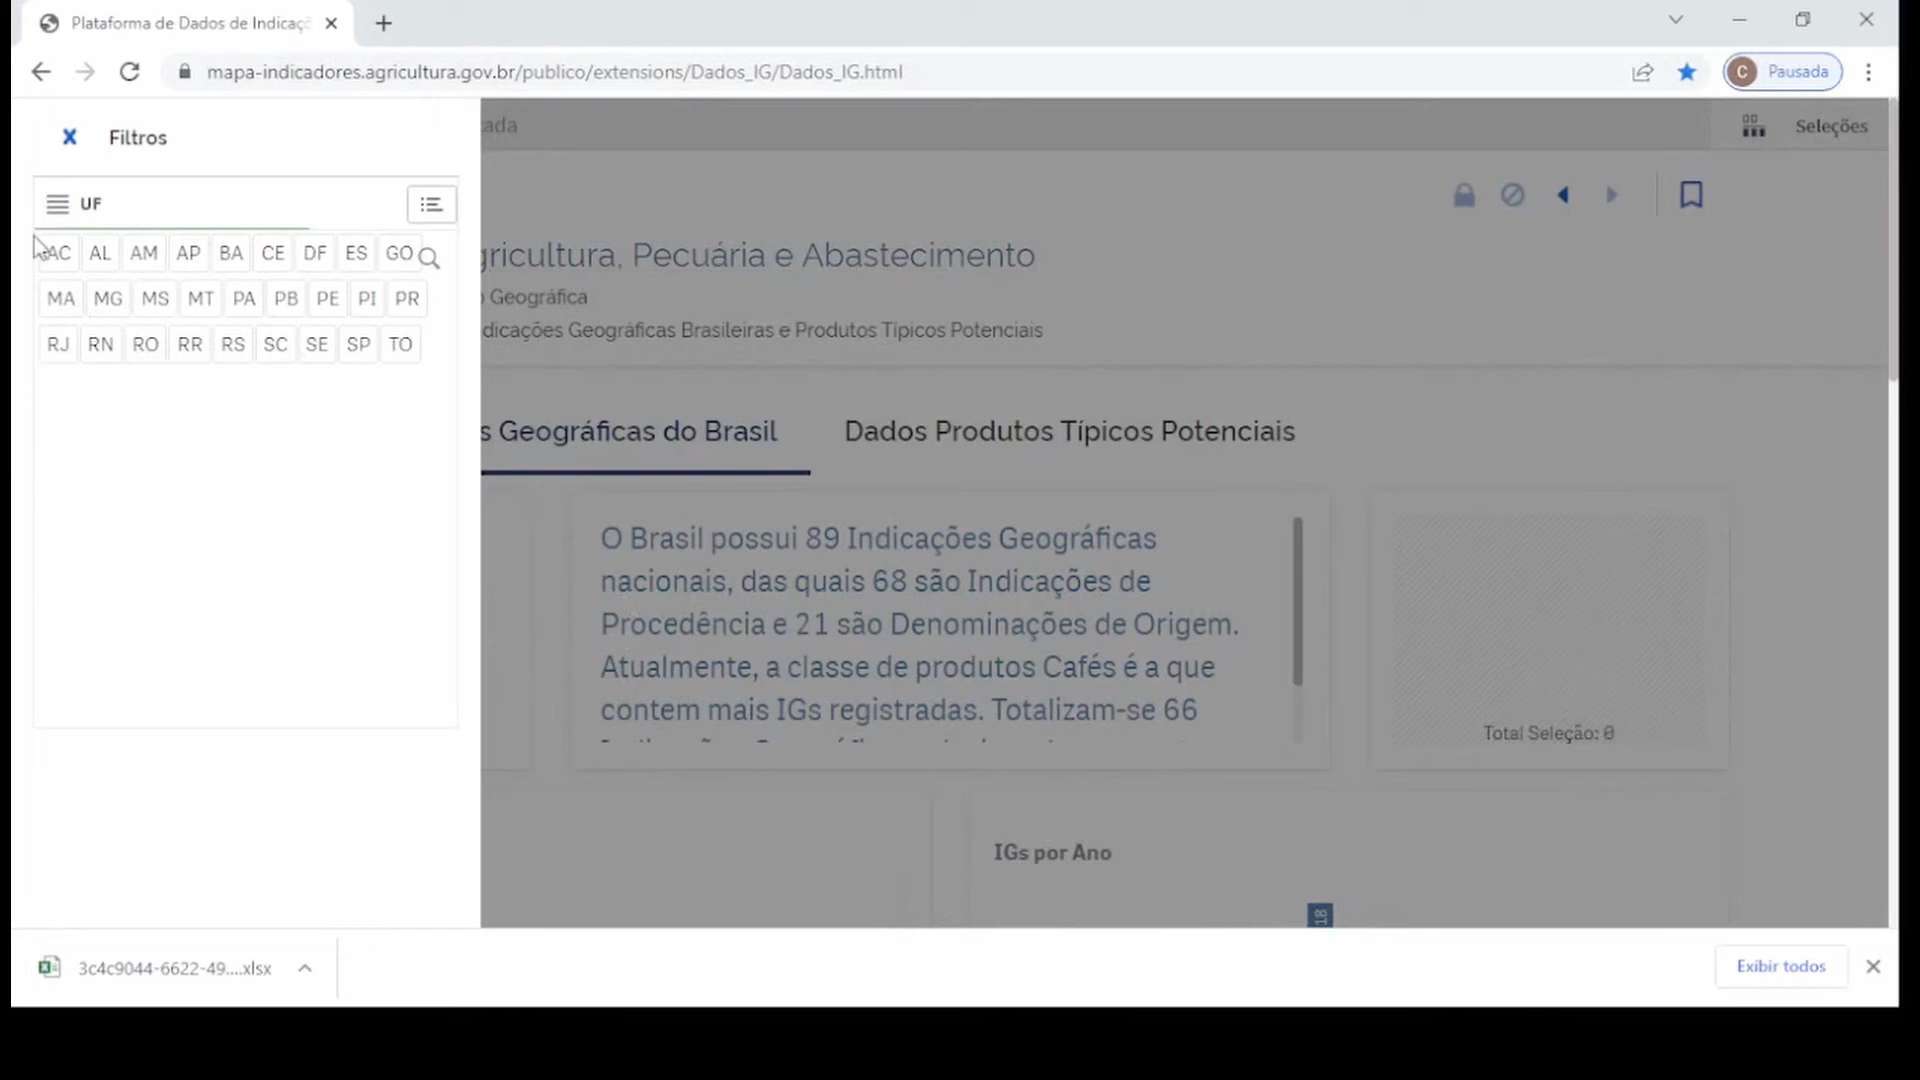 Plataforma de Dados de Indicaçõ
mapa-indicadores.agricultura.gov.br/publico/extensions/Dados_IG/Dados_IG.html
C Pausada
X Filtros
ada
Seleções
UF
AC AL AM AP BA CE DF ES GO
MA MG MS MT PA PB PE PI PR
RJ RN RO RR RS SC SE SP TO
gricultura, Pecuária e Abastecimento
o Geográfica
dicações Geográficas Brasileiras e Produtos Típicos Potenciais
s Geográficas do Brasil
Dados Produtos Típicos Potenciais
O Brasil possui 89 Indicações Geográficas
nacionais, das quais 68 são Indicações de
Procedência e 21 são Denominações de Origem.
Atualmente, a classe de produtos Cafés é a que
contem mais IGs registradas. Totalizam-se 66
Total Seleção: 0
IGs por Ano
18
3c4c9044-6622-49....xlsx
Exibir todos